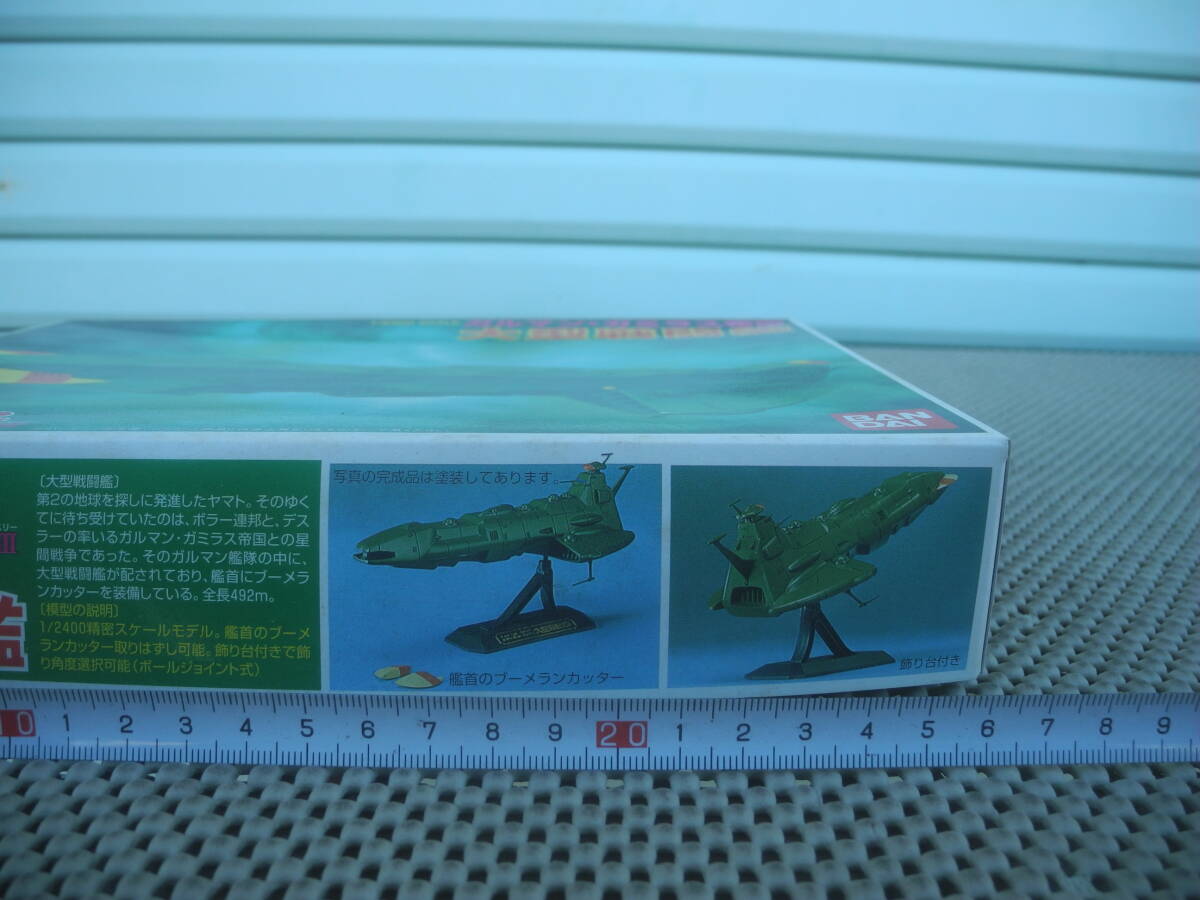 BAN
DAI
リー
III
艦
〔大型戦闘艦〕
第2の地球を探しに発進したヤマト。そのゆく
てに待ち受けていたのは、ボラー連邦と、デス
ラーの率いるガルマン・ガミラス帝国との星
間戦争であった。そのガルマン艦隊の中に、
大型戦闘艦が配されており、艦首にブーメラ
ンカッターを装備している。全長492m。
〔模型の説明〕
1/2400精密スケールモデル。艦首のブーメ
ランカッター取りはずし可能。飾り台付きで飾
り角度選択可能(ボールジョイント式)
写真の完成品は塗装してあります。
艦首のブーメランカッター
飾り台付き
10 1 2 3 4 5 6 7 8 9 20 1 2 3 4 5 6 7 8 9